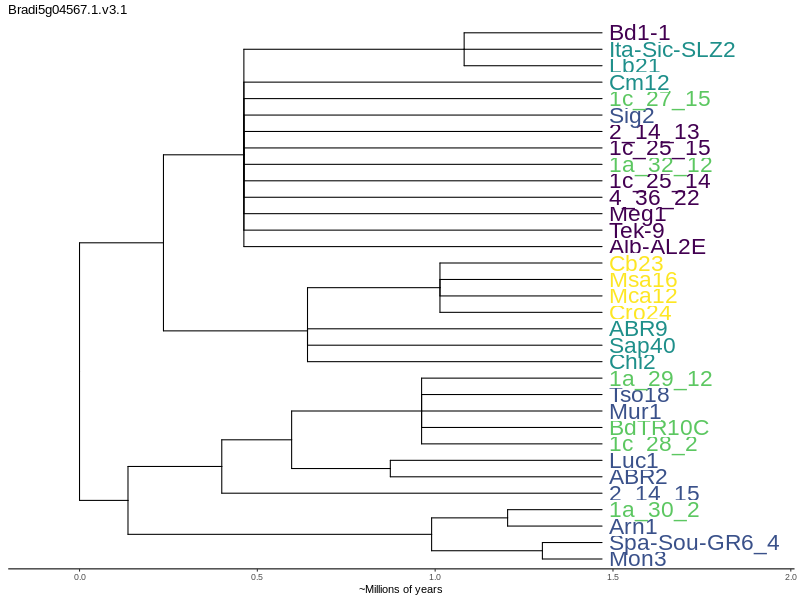 Bradi5g04567.1.v3.1
Bd1-1
Ita-Sic-SLZ2
Lb21
Cm12
1c_27_15
Sig2
2_14_13
1c_25_15
1a_32_12
1c_25_14
4_36_22
Meg1
Tek-9
Alb-AL2E
Cb23
Msa16
Mca12
Cro24
ABR9
Sap40
Chi2
1a_29_12
Tso18
Mur1
BdTR10C
1c_28_2
Luc1
ABR2
2_14_15
1a_30_2
Arn1
Spa-Sou-GR6_4
Mon3
0.0 0.5 1.0 1.5 2.0
~Millions of years